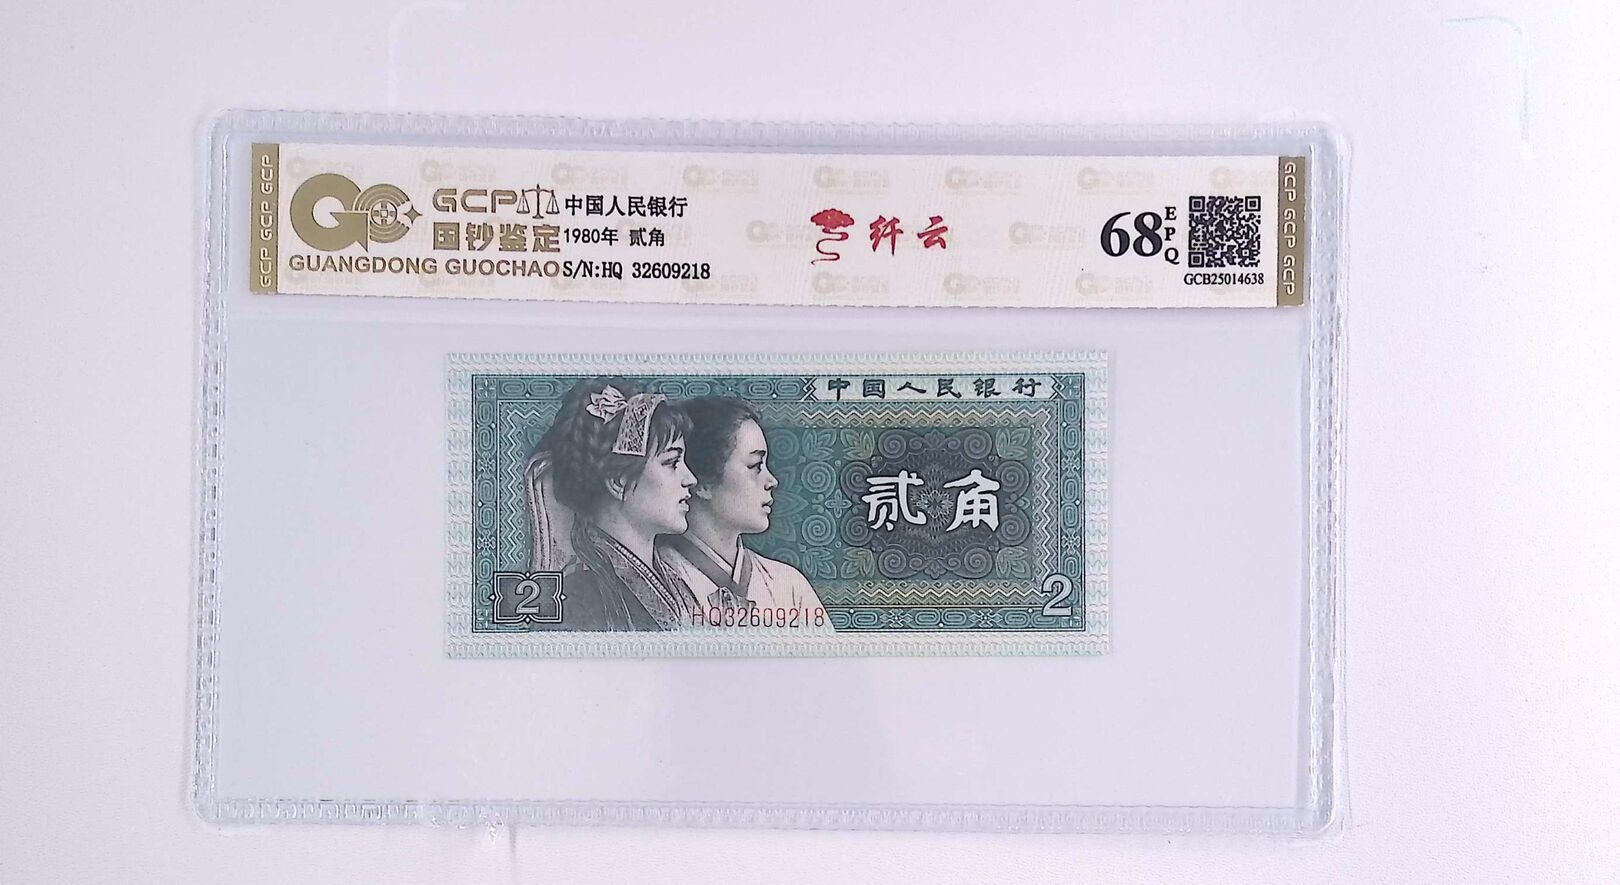 GCP GCP GCP
GCP
国钞鉴定
GUANGDONG GUOCHAO
中国人民银行
1980年 贰角
S/N:HQ 32609218
纤云
68
EPQ
GCB25014638
GCP GCP GCP
中国人民银行
贰角
2
2
HQ32609218